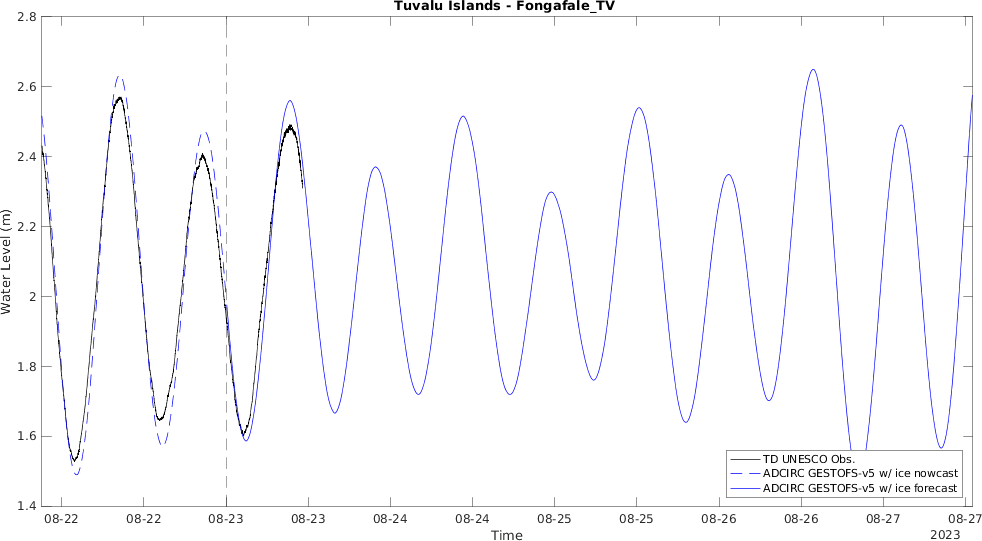 Tuvalu Islands - Fongafale_TV
2.8
2.6
2.4
2.2
2
1.8
1.6
1.4
Water Level (m)
TD UNESCO Obs.
ADCIRC GESTOFS-v5 w/ ice nowcast
ADCIRC GESTOFS-v5 w/ ice forecast
08-22 08-22 08-23 08-23 08-24 08-24 08-25 08-25 08-26 08-26 08-27 08-27
Time
2023